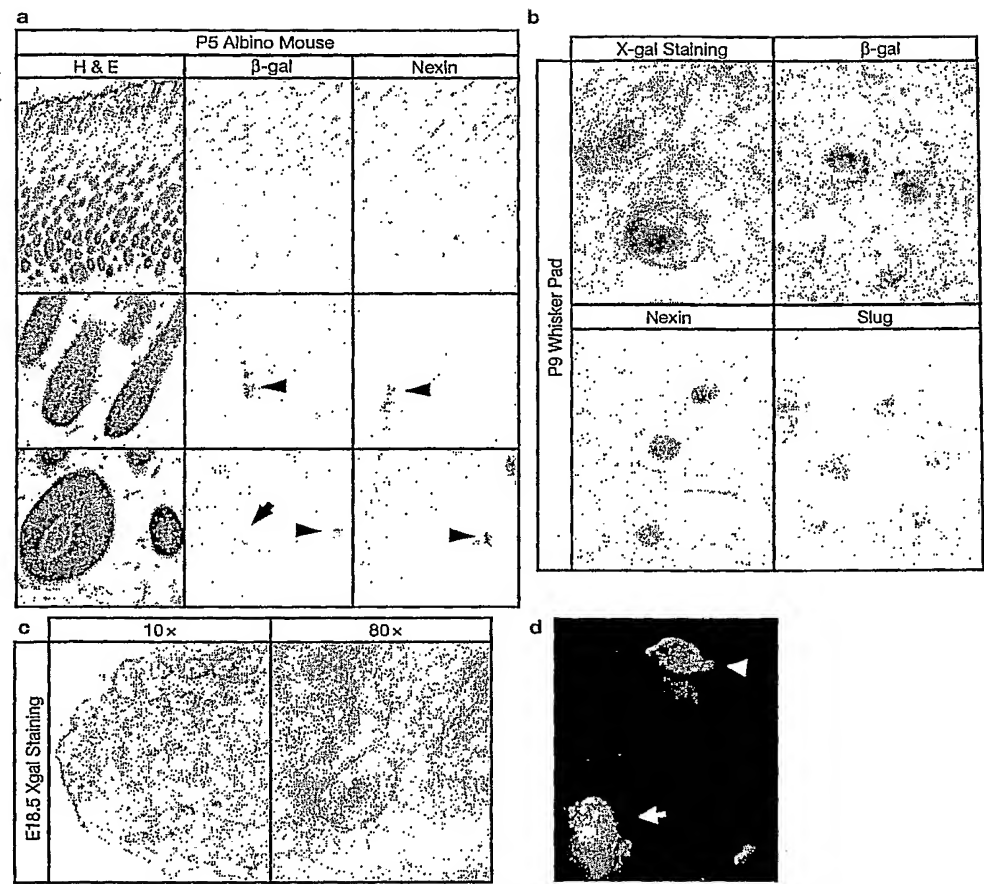 a
P5 Albino Mouse
H & E β-gal Nexin
b
X-gal Staining β-gal
P9 Whisker Pad
Nexin Slug
c
10× 80×
E18.5 Xgal Staining
d